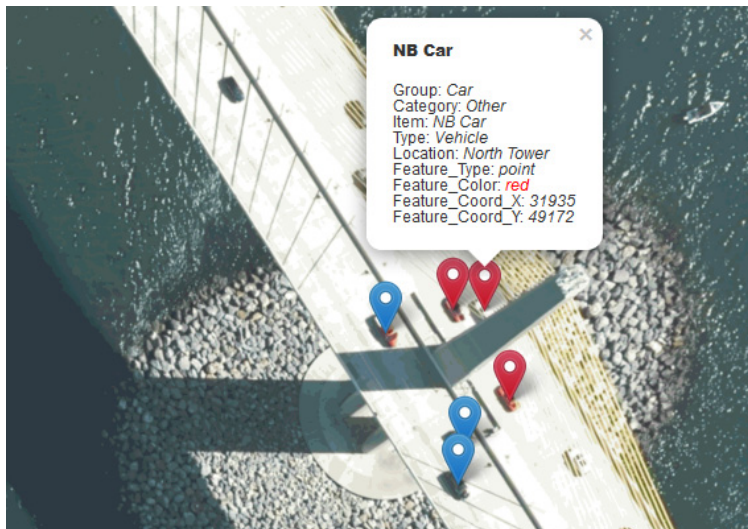 ×
NB Car
Group: Car
Category: Other
Item: NB Car
Type: Vehicle
Location: North Tower
Feature_Type: point
Feature_Color: red
Feature_Coord_X: 31935
Feature_Coord_Y: 49172